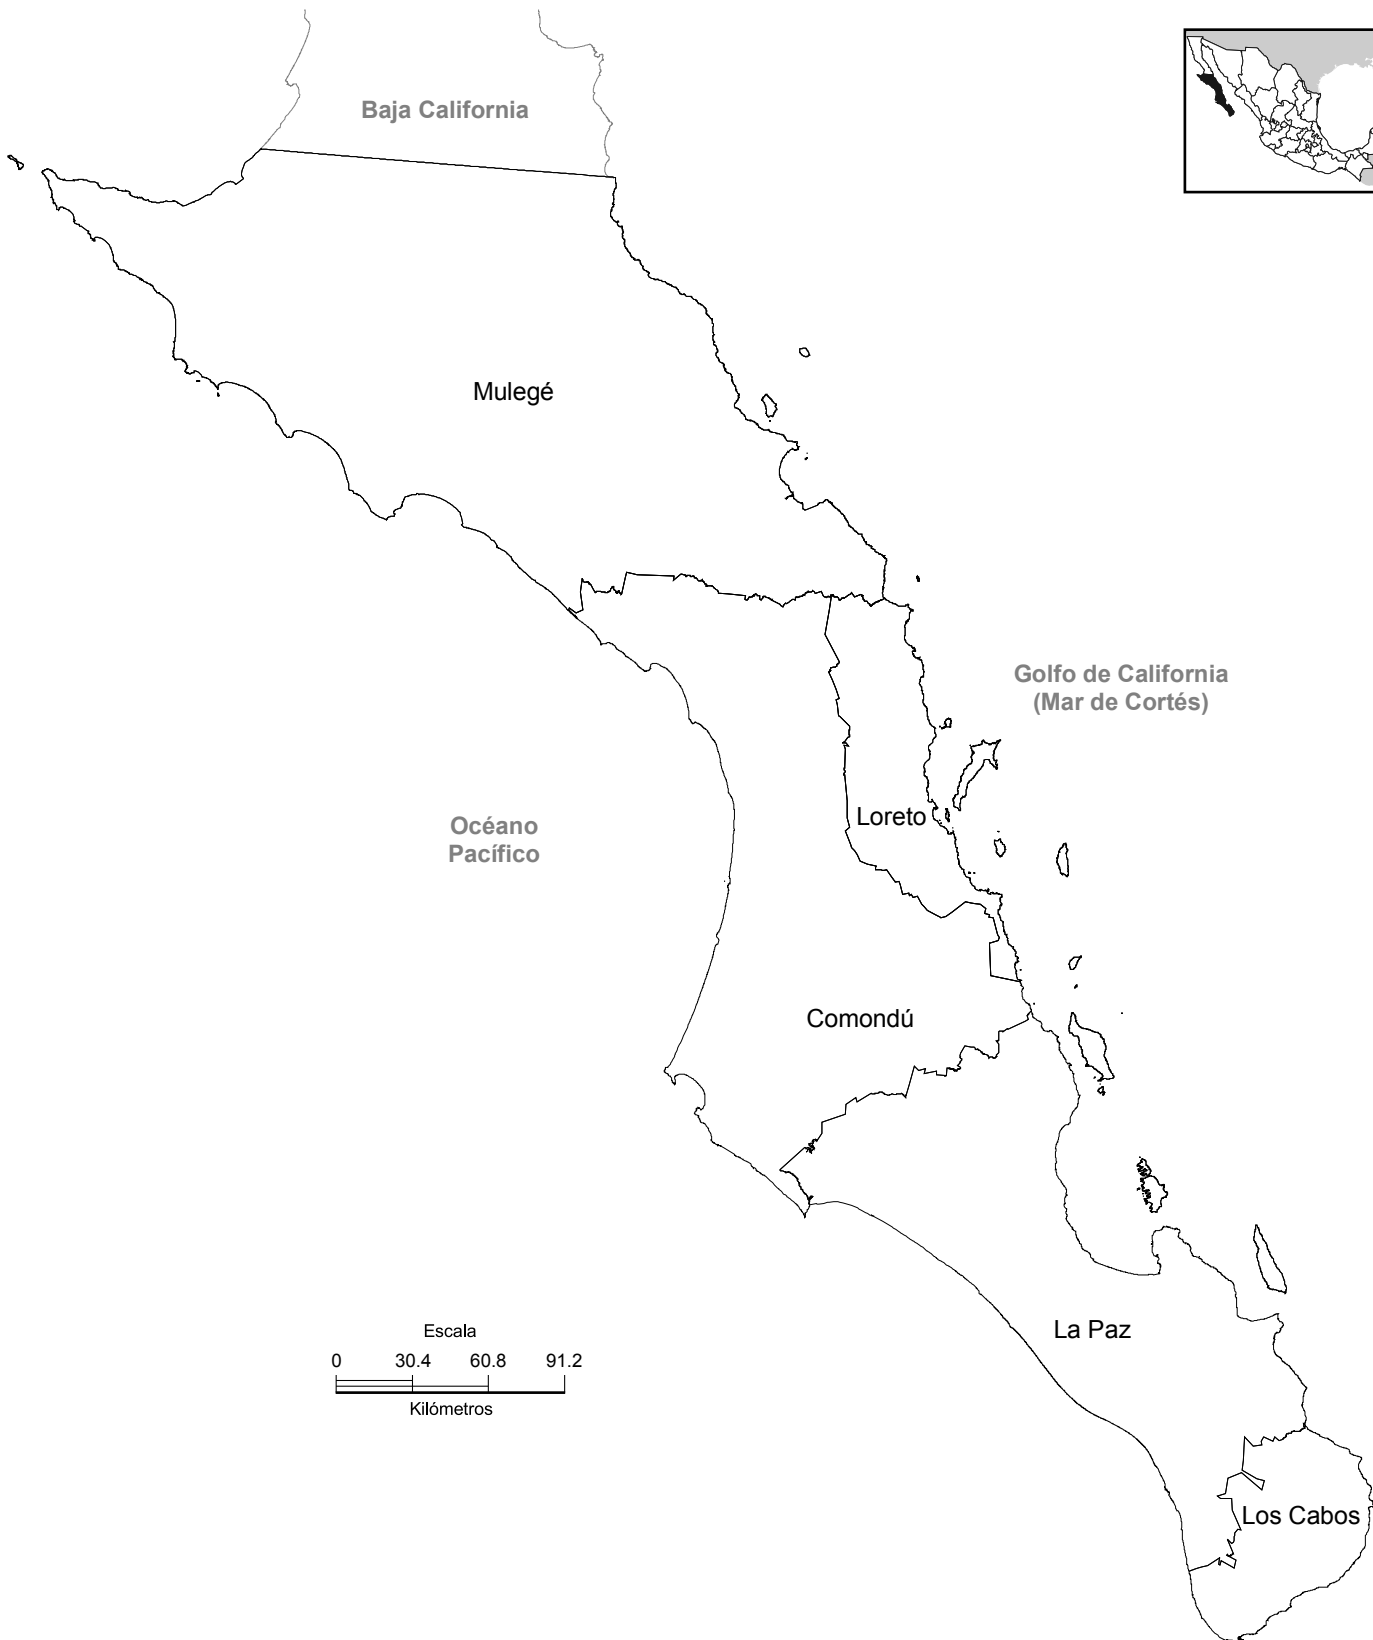 Baja California
Mulegé
Golfo de California
(Mar de Cortés)
Loreto
Océano
Pacífico
Comondú
La Paz
Escala
0 30.4 60.8 91.2
Kilómetros
Los Cabos